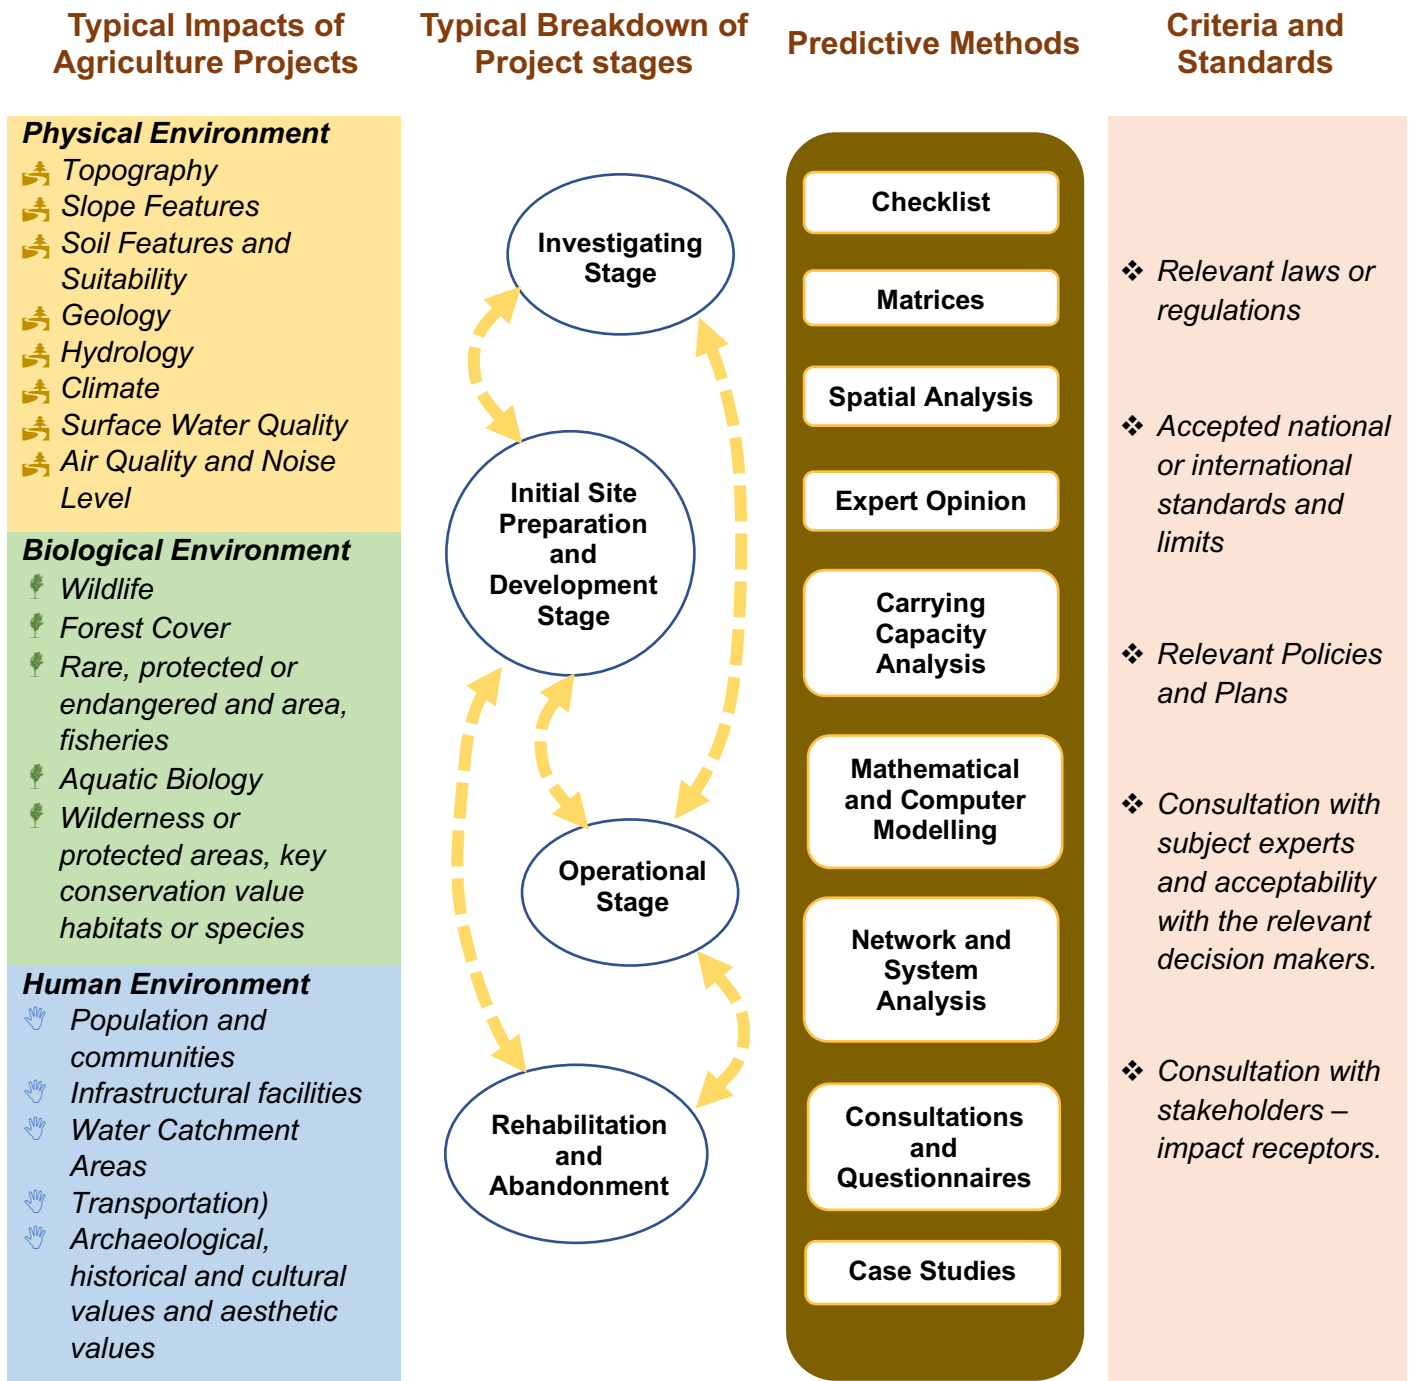 Typical Impacts of
Agriculture Projects
Physical Environment
Topography
Slope Features
Soil Features and
Suitability
Geology
Hydrology
Climate
Surface Water Quality
Air Quality and Noise
Level
Biological Environment
Wildlife
Forest Cover
Rare, protected or
endangered and area,
fisheries
Aquatic Biology
Wilderness or
protected areas, key
conservation value
habitats or species
Human Environment
Population and
communities
Infrastructural facilities
Water Catchment
Areas
Transportation)
Archaeological,
historical and cultural
values and aesthetic
values
Typical Breakdown of
Project stages
Investigating
Stage
Initial Site
Preparation
and
Development
Stage
Operational
Stage
Rehabilitation
and
Abandonment
Predictive Methods
Checklist
Matrices
Spatial Analysis
Expert Opinion
Carrying
Capacity
Analysis
Mathematical
and Computer
Modelling
Network and
System
Analysis
Consultations
and
Questionnaires
Case Studies
Criteria and
Standards
Relevant laws or
regulations
Accepted national
or international
standards and
limits
Relevant Policies
and Plans
Consultation with
subject experts
and acceptability
with the relevant
decision makers.
Consultation with
stakeholders –
impact receptors.